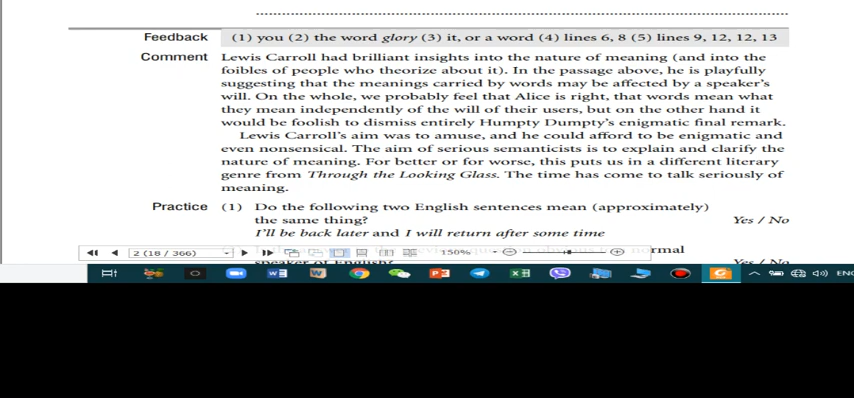 Feedback (1) you (2) the word glory (3) it, or a word (4) lines 6, 8 (5) lines 9, 12, 12, 13
Comment Lewis Carroll had brilliant insights into the nature of meaning (and into the
foibles of people who theorize about it). In the passage above, he is playfully
suggesting that the meanings carried by words may be affected by a speaker's
will. On the whole, we probably feel that Alice is right, that words mean what
they mean independently of the will of their users, but on the other hand it
would be foolish to dismiss entirely Humpty Dumpty's enigmatic final remark.
Lewis Carroll's aim was to amuse, and he could afford to be enigmatic and
even nonsensical. The aim of serious semanticists is to explain and clarify the
nature of meaning. For better or for worse, this puts us in a different literary
genre from Through the Looking Glass. The time has come to talk seriously of
meaning.
Practice (1) Do the following two English sentences mean (approximately)
the same thing? Yes / No
I'll be back later and I will return after some time
2 (18 / 366) 150% normal
speaker of English? Yes / No
ENG